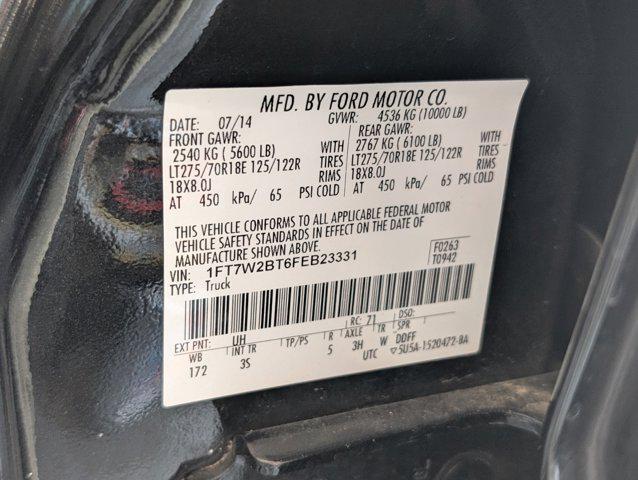 MFD. BY FORD MOTOR CO.
DATE: 07/14 GVWR: 4536 KG (10000 LB)
FRONT GAWR: REAR GAWR:
2540 KG ( 5600 LB) WITH 2767 KG ( 6100 LB) WITH
LT275/70R18E 125/122R TIRES LT275/70R18E 125/122R TIRES
18X8.0J RIMS 18X8.0J RIMS
AT 450 kPa/ 65 PSI COLD AT 450 kPa/ 65 PSI COLD
THIS VEHICLE CONFORMS TO ALL APPLICABLE FEDERAL MOTOR
VEHICLE SAFETY STANDARDS IN EFFECT ON THE DATE OF
MANUFACTURE SHOWN ABOVE.
VIN: 1FT7W2BT6FEB23331 F0263
TYPE: Truck T0942
RC: 71 DSO:
EXT PNT: UH
WB INT TR TP/PS R AXLE TR SPR
172 3S 5 3H W DDFF
UTC ▽5U5A-1520472-BA